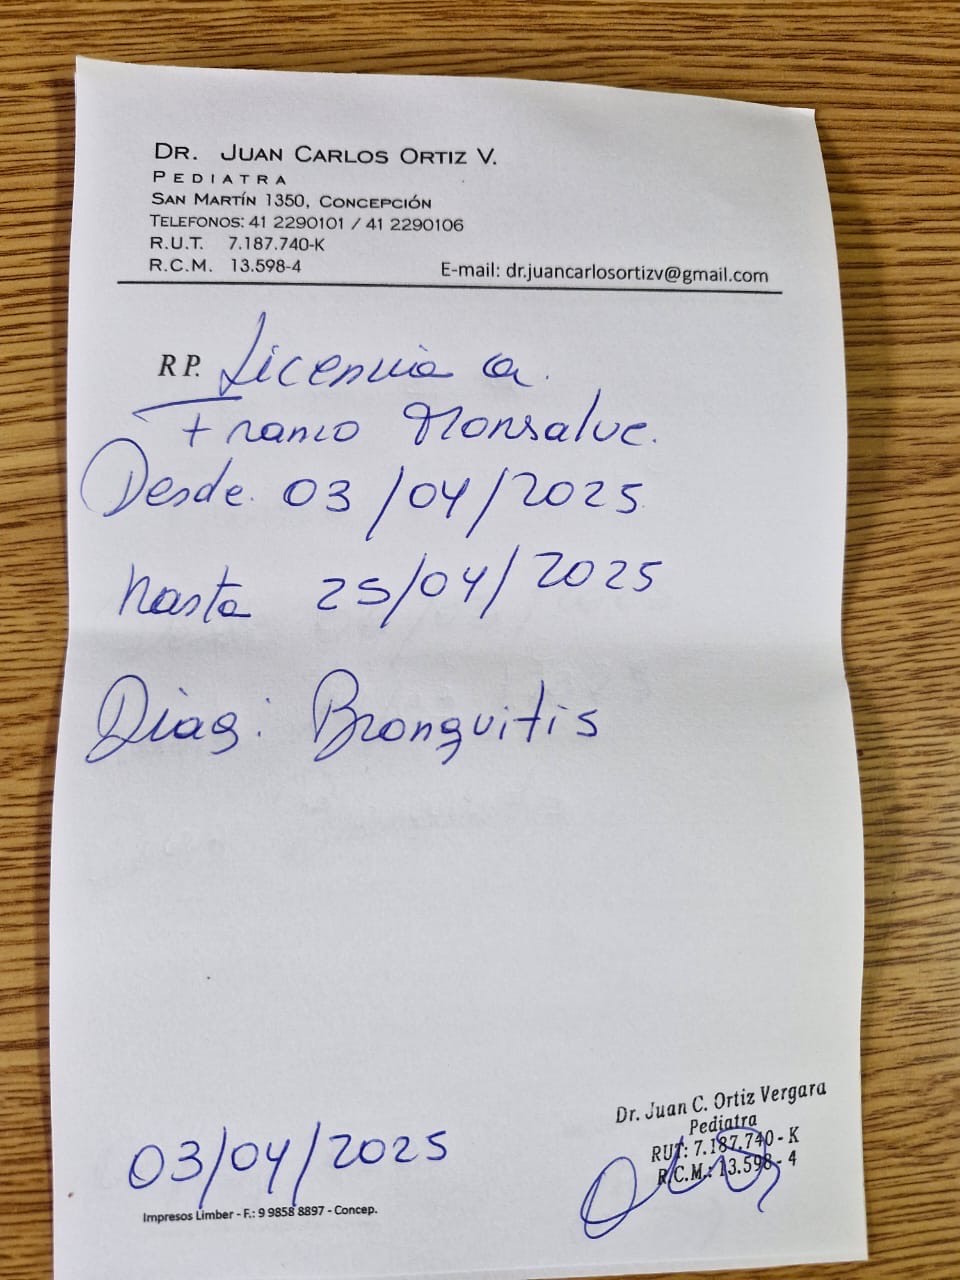 DR. JUAN CARLOS ORTIZ V.
PEDIATRA
SAN MARTÍN 1350, CONCEPCIÓN
TELEFONOS: 41 2290101 / 41 2290106
R.U.T. 7.187.740-K
R.C.M. 13.598-4
E-mail: dr.juancarlosortizv@gmail.com
RP. Licencia a.
Franco Monsalve.
Desde. 03/04/2025
hasta 25/04/2025
Diag: Bronquitis
Dr. Juan C. Ortiz Vergara
Pediatra
RUT: 7.187.740 - K
R.C.M.: 13.598 - 4
03/04/2025
Impresos Limber - F.: 9 9858 8897 - Concep.